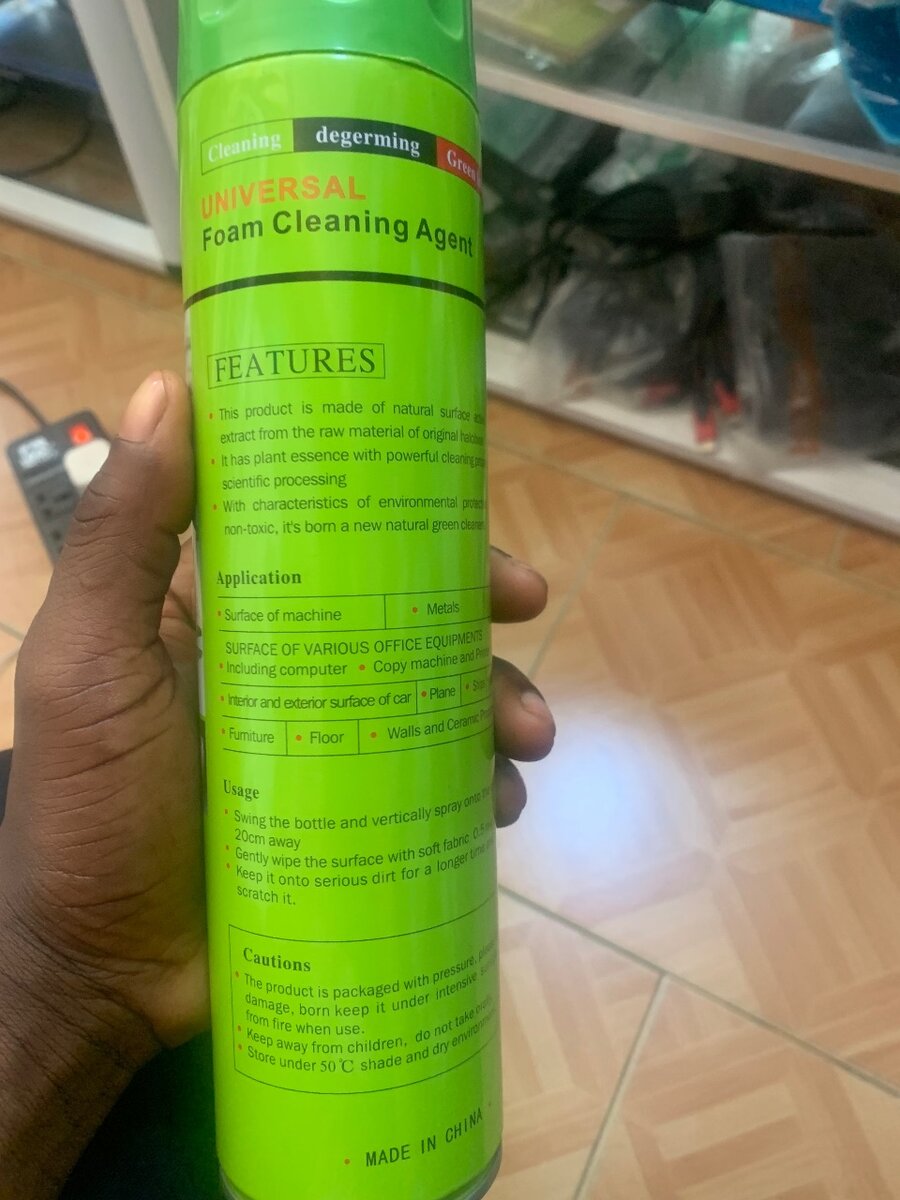 Cleaning degerming Green
UNIVERSAL
Foam Cleaning Agent
FEATURES
• This product is made of natural surface
extract from the raw material of original
• It has plant essence with powerful cleaning
scientific processing
• With characteristics of environmental
non-toxic, it's born a new natural green cleaner
Application
• Surface of machine • Metals
SURFACE OF VARIOUS OFFICE EQUIPMENTS
• Including computer • Copy machine and
• Interior and exterior surface of car • Plane •
• Furniture • Floor • Walls and Ceramic
Usage
• Swing the bottle and vertically spray onto
20cm away
• Gently wipe the surface with soft fabric
• Keep it onto serious dirt for a longer time
scratch it.
Cautions
• The product is packaged with pressure,
damage, born keep it under intensive
from fire when use.
• Keep away from children, do not take
• Store under 50℃ shade and dry
• MADE IN CHINA •